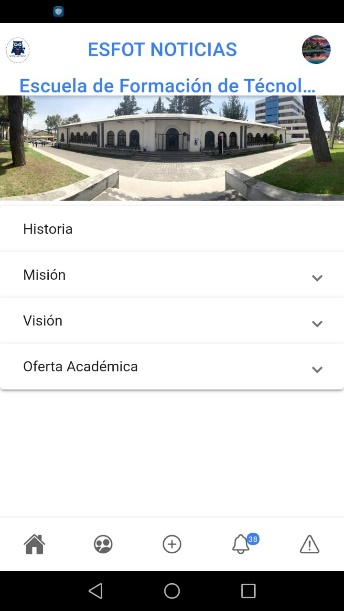 ESFOT NOTICIAS
Escuela de Formación de Técnol...
Historia
Misión
Visión
Oferta Académica
38